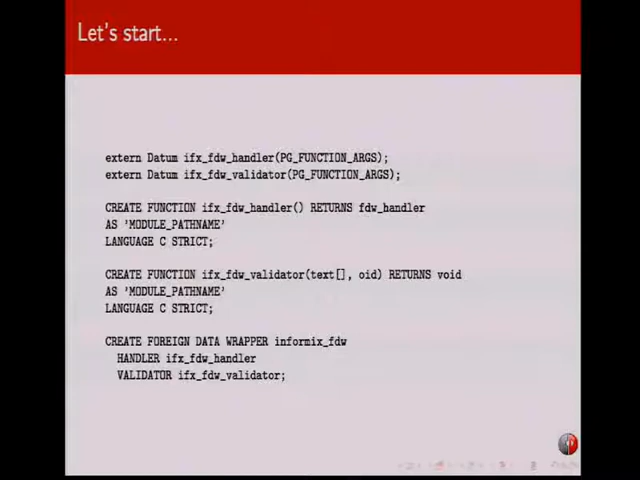 Let's start...
extern Datum ifx_fdw_handler(PG_FUNCTION_ARGS);
extern Datum ifx_fdw_validator(PG_FUNCTION_ARGS);
CREATE FUNCTION ifx_fdw_handler() RETURNS fdw_handler
AS 'MODULE_PATHNAME'
LANGUAGE C STRICT;
CREATE FUNCTION ifx_fdw_validator(text[], oid) RETURNS void
AS 'MODULE_PATHNAME'
LANGUAGE C STRICT;
CREATE FOREIGN DATA WRAPPER informix_fdw
HANDLER ifx_fdw_handler
VALIDATOR ifx_fdw_validator;